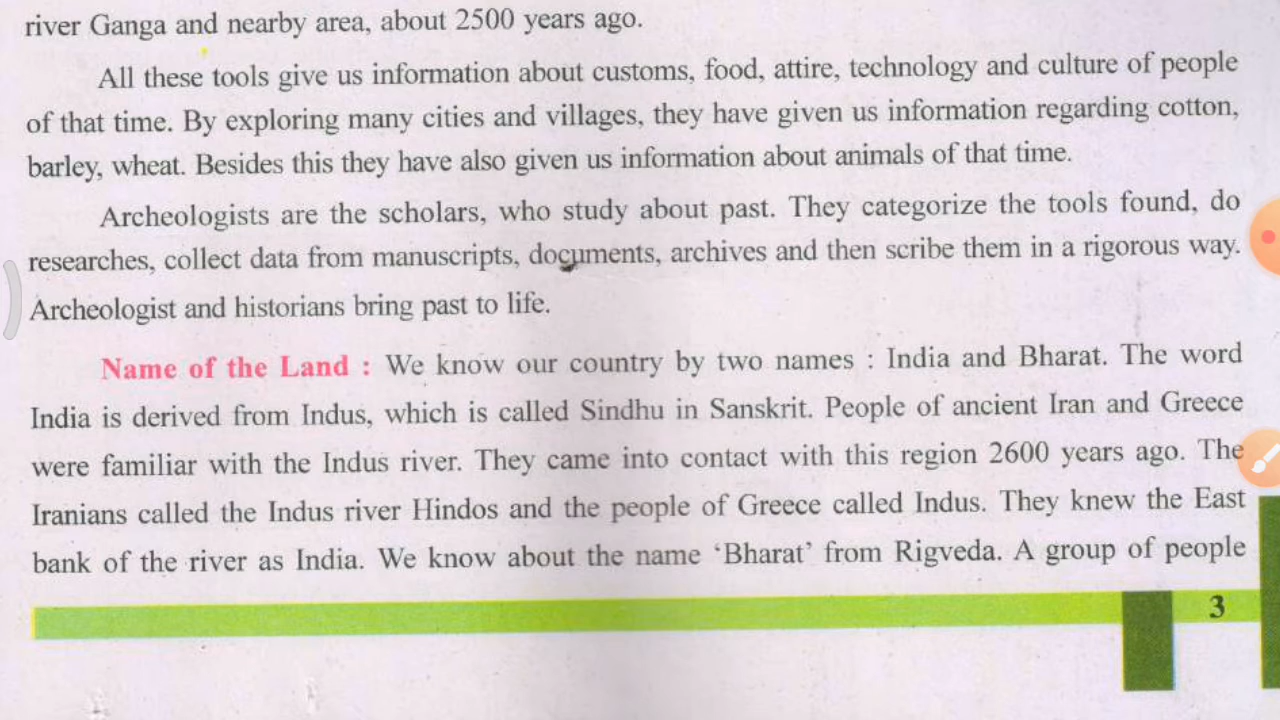 river Ganga and nearby area, about 2500 years ago.
All these tools give us information about customs, food, attire, technology and culture of people
of that time. By exploring many cities and villages, they have given us information regarding cotton,
barley, wheat. Besides this they have also given us information about animals of that time.
Archeologists are the scholars, who study about past. They categorize the tools found, do
researches, collect data from manuscripts, documents, archives and then scribe them in a rigorous way.
Archeologist and historians bring past to life.
Name of the Land : We know our country by two names : India and Bharat. The word
India is derived from Indus, which is called Sindhu in Sanskrit. People of ancient Iran and Greece
were familiar with the Indus river. They came into contact with this region 2600 years ago. The
Iranians called the Indus river Hindos and the people of Greece called Indus. They knew the East
bank of the river as India. We know about the name ‘Bharat’ from Rigveda. A group of people
3